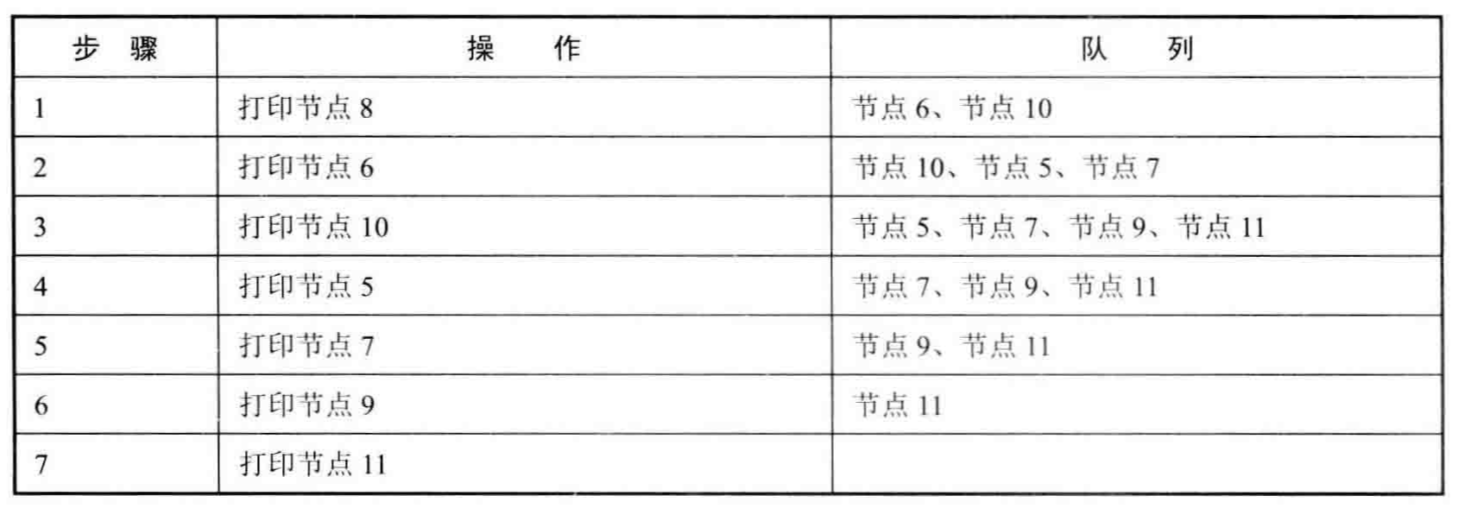 步 骤 操 作 队 列
1 打印节点 8 节点 6、节点 10
2 打印节点 6 节点 10、节点 5、节点 7
3 打印节点 10 节点 5、节点 7、节点 9、节点 11
4 打印节点 5 节点 7、节点 9、节点 11
5 打印节点 7 节点 9、节点 11
6 打印节点 9 节点 11
7 打印节点 11